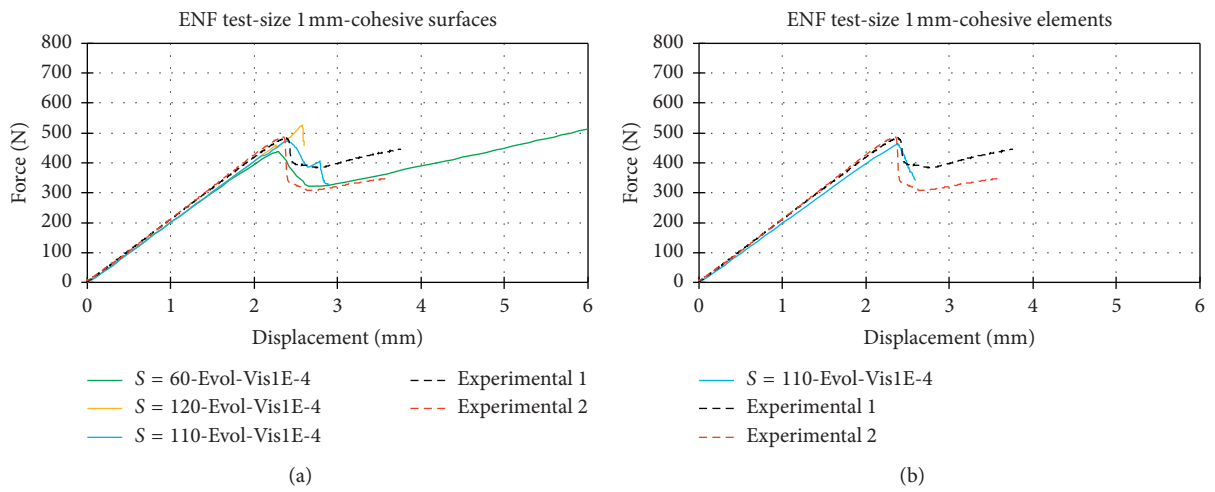 ENF test-size 1 mm-cohesive surfaces
800
700
600
500
400
300
200
100
0
Force (N)
0 1 2 3 4 5 6
Displacement (mm)
S = 60-Evol-Vis1E-4
S = 120-Evol-Vis1E-4
S = 110-Evol-Vis1E-4
Experimental 1
Experimental 2
(a)
ENF test-size 1 mm-cohesive elements
800
700
600
500
400
300
200
100
0
Force (N)
0 1 2 3 4 5 6
Displacement (mm)
S = 110-Evol-Vis1E-4
Experimental 1
Experimental 2
(b)